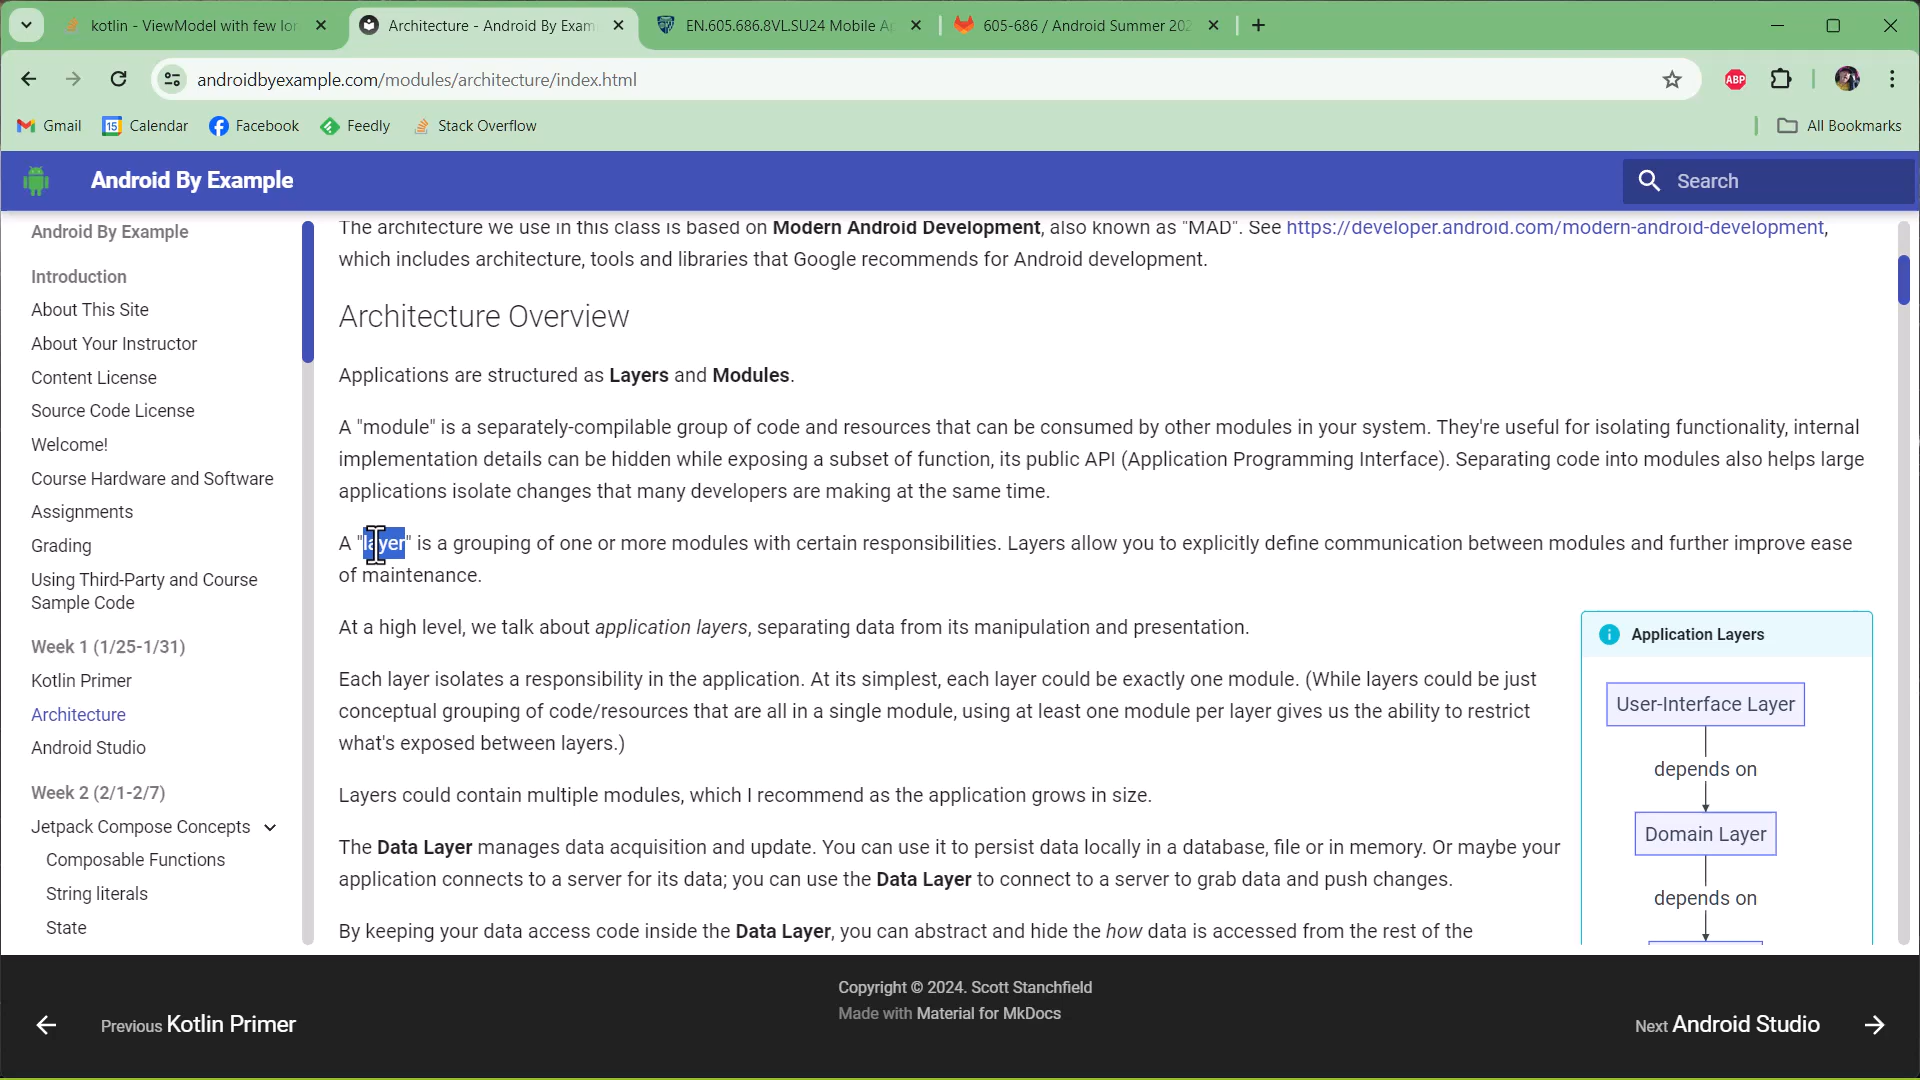 kotlin - ViewModel with few lon
Architecture - Android By Exam
EN.605.686.8VL.SU24 Mobile Ap
605-686 / Android Summer 202
androidbyexample.com/modules/architecture/index.html
ABP
Gmail
15
Calendar
Facebook
Feedly
Stack Overflow
All Bookmarks
Android By Example
Search
Android By Example
Introduction
About This Site
About Your Instructor
Content License
Source Code License
Welcome!
Course Hardware and Software
Assignments
Grading
Using Third-Party and Course
Sample Code
Week 1 (1/25-1/31)
Kotlin Primer
Architecture
Android Studio
Week 2 (2/1-2/7)
Jetpack Compose Concepts
Composable Functions
String literals
State
The architecture we use in this class is based on Modern Android Development, also known as "MAD". See https://developer.android.com/modern-android-development,
which includes architecture, tools and libraries that Google recommends for Android development.
Architecture Overview
Applications are structured as Layers and Modules.
A "module" is a separately-compilable group of code and resources that can be consumed by other modules in your system. They're useful for isolating functionality, internal
implementation details can be hidden while exposing a subset of function, its public API (Application Programming Interface). Separating code into modules also helps large
applications isolate changes that many developers are making at the same time.
A "layer" is a grouping of one or more modules with certain responsibilities. Layers allow you to explicitly define communication between modules and further improve ease
of maintenance.
At a high level, we talk about application layers, separating data from its manipulation and presentation.
Each layer isolates a responsibility in the application. At its simplest, each layer could be exactly one module. (While layers could be just
conceptual grouping of code/resources that are all in a single module, using at least one module per layer gives us the ability to restrict
what's exposed between layers.)
Layers could contain multiple modules, which I recommend as the application grows in size.
The Data Layer manages data acquisition and update. You can use it to persist data locally in a database, file or in memory. Or maybe your
application connects to a server for its data; you can use the Data Layer to connect to a server to grab data and push changes.
By keeping your data access code inside the Data Layer, you can abstract and hide the how data is accessed from the rest of the
Application Layers
User-Interface Layer
depends on
Domain Layer
depends on
Copyright © 2024. Scott Stanchfield
Made with Material for MkDocs
Previous Kotlin Primer
Next Android Studio